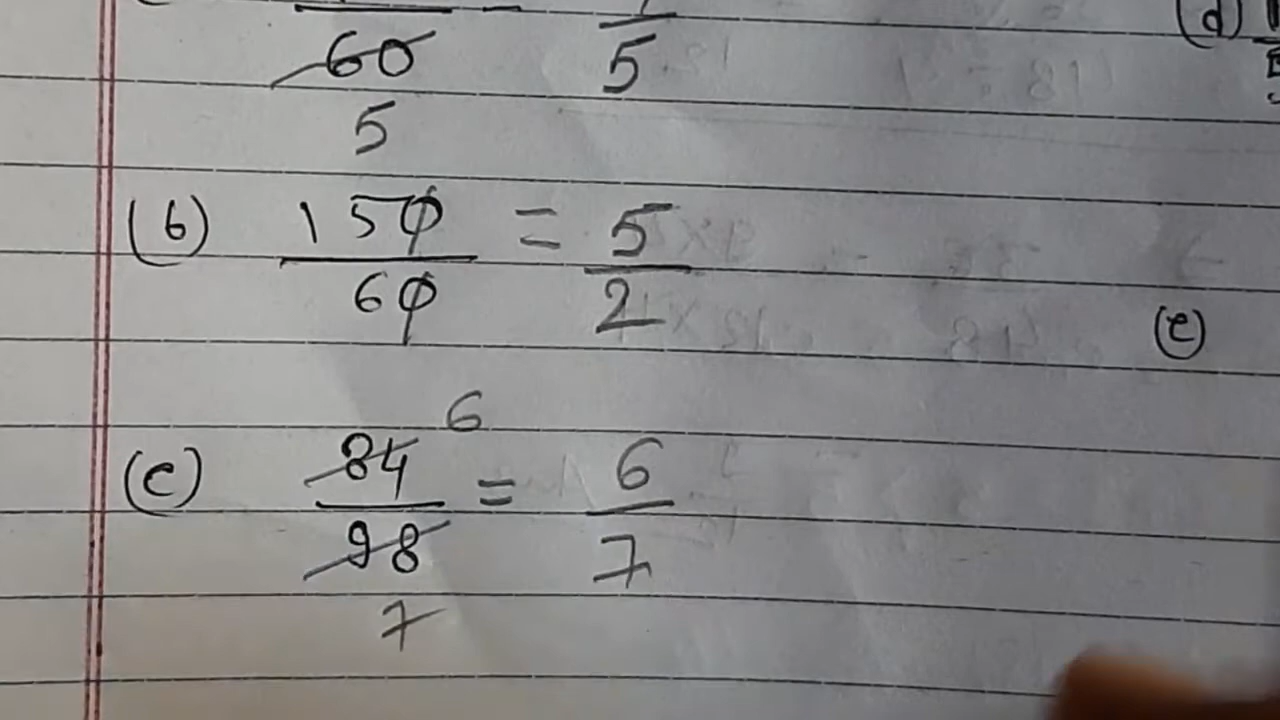 60 = 5
5
(b) 150 = 5
60 2
(c) 84 6 = 6
98 7
7
(d)
(e)